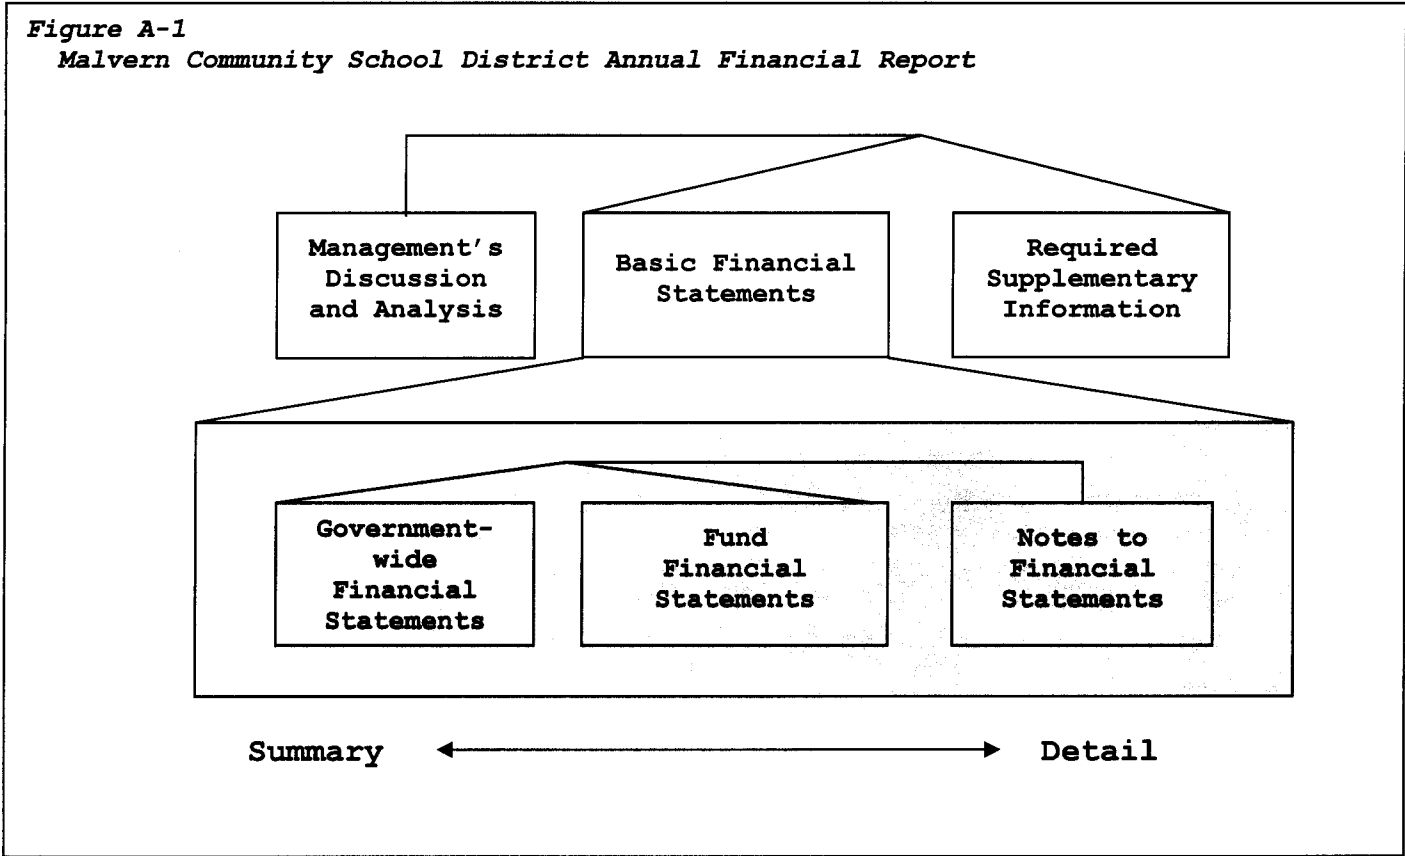 Figure A-1
Malvern Community School District Annual Financial Report
Management's
Discussion
and Analysis
Basic Financial
Statements
Required
Supplementary
Information
Government-
wide
Financial
Statements
Fund
Financial
Statements
Notes to
Financial
Statements
Summary
Detail